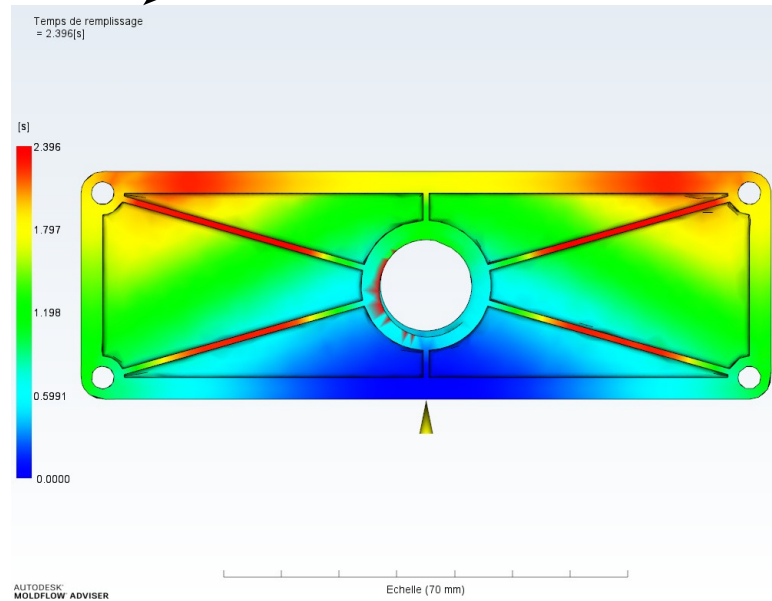 Temps de remplissage
= 2.396[s]
[s]
2.396
1.797
1.198
0.5991
0.0000
Echelle (70 mm)
AUTODESK'
MOLDFLOW' ADVISER